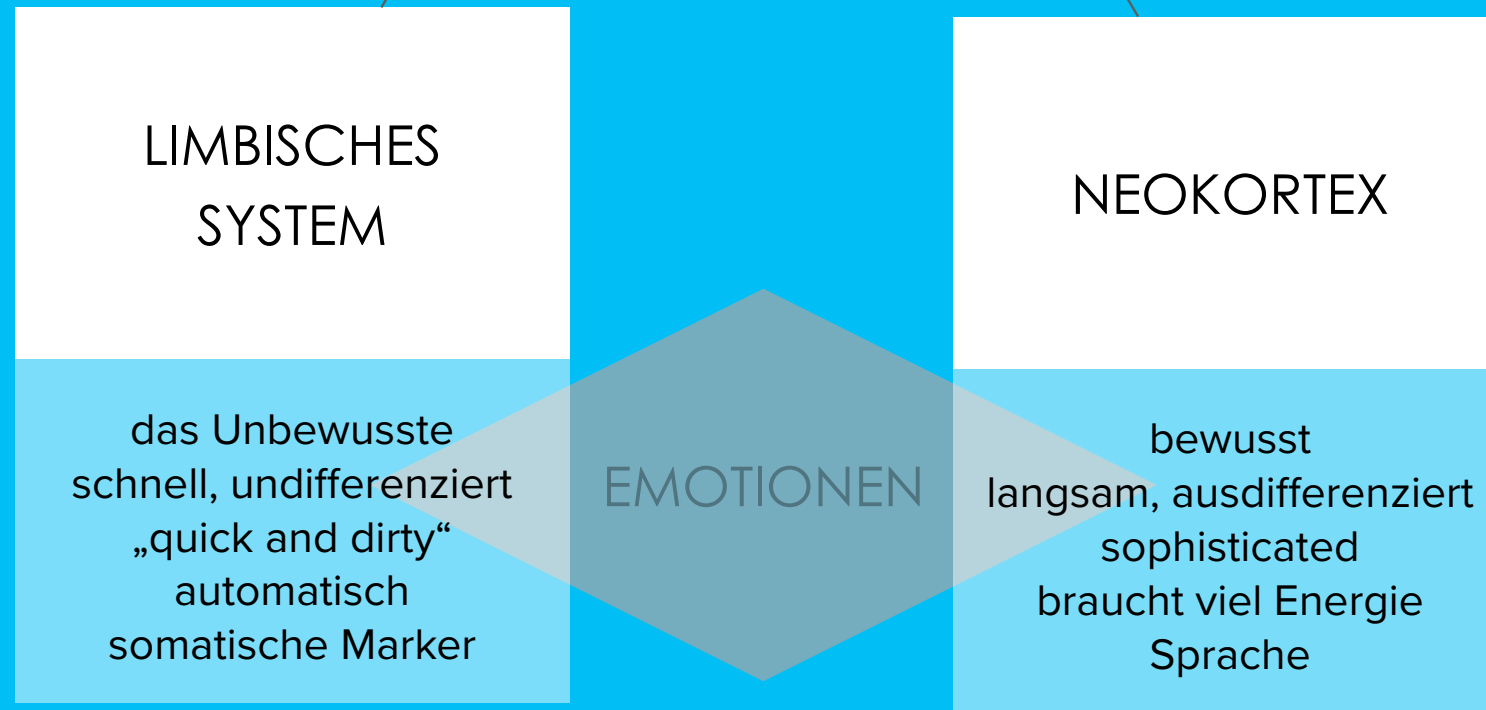 LIMBISCHES
SYSTEM
das Unbewusste
schnell, undifferenziert
„quick and dirty“
automatisch
somatische Marker
EMOTIONEN
NEOKORTEX
bewusst
langsam, ausdifferenziert
sophisticated
braucht viel Energie
Sprache